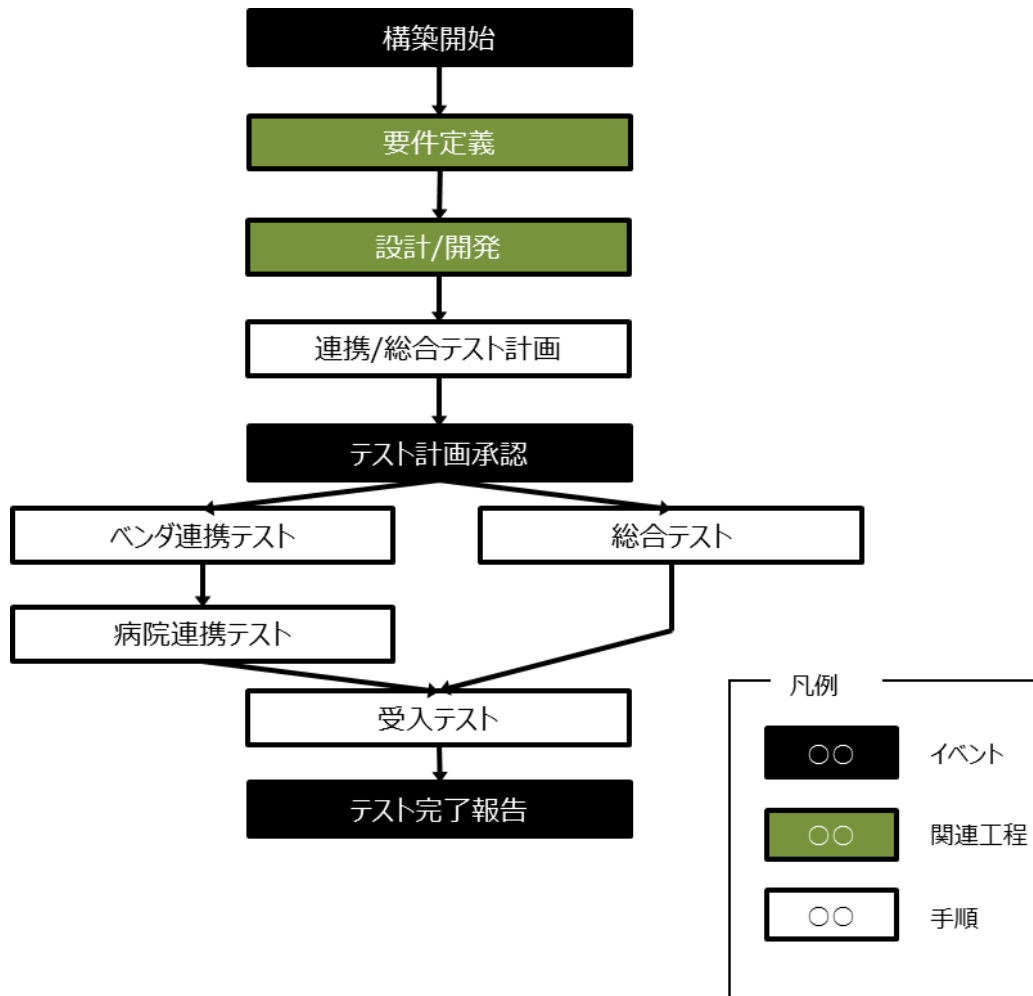 構築開始
要件定義
設計/開発
連携/総合テスト計画
テスト計画承認
ベンダ連携テスト
総合テスト
病院連携テスト
受入テスト
テスト完了報告
凡例
○○ イベント
○○ 関連工程
○○ 手順